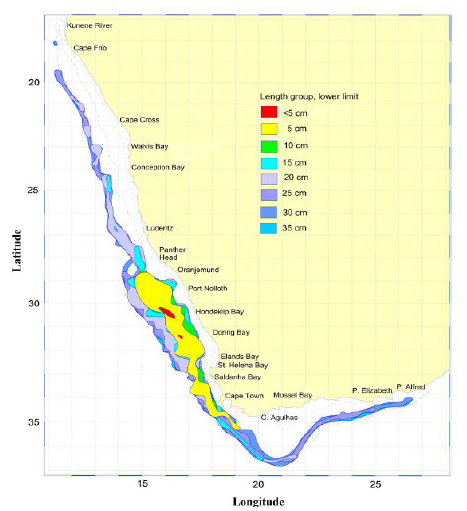 Kunene River
Cape Frio
20
Length group, lower limit
<5 cm
Cape Cross
5 cm
10 cm
Walvis Bay
15 cm
Conception Bay
20 cm
25
25 cm
30 cm
Luderitz
35 cm
Panther
Head
Oranjemund
Latitude
Port Nolloth
30
Hondeklip Bay
Doring Bay
Elands Bay
St. Helena Bay
Saldanha Bay
P. Elizabeth
P. Alfred
Cape Town
Mossel Bay
35
C. Agulhas
15
20
25
Longitude